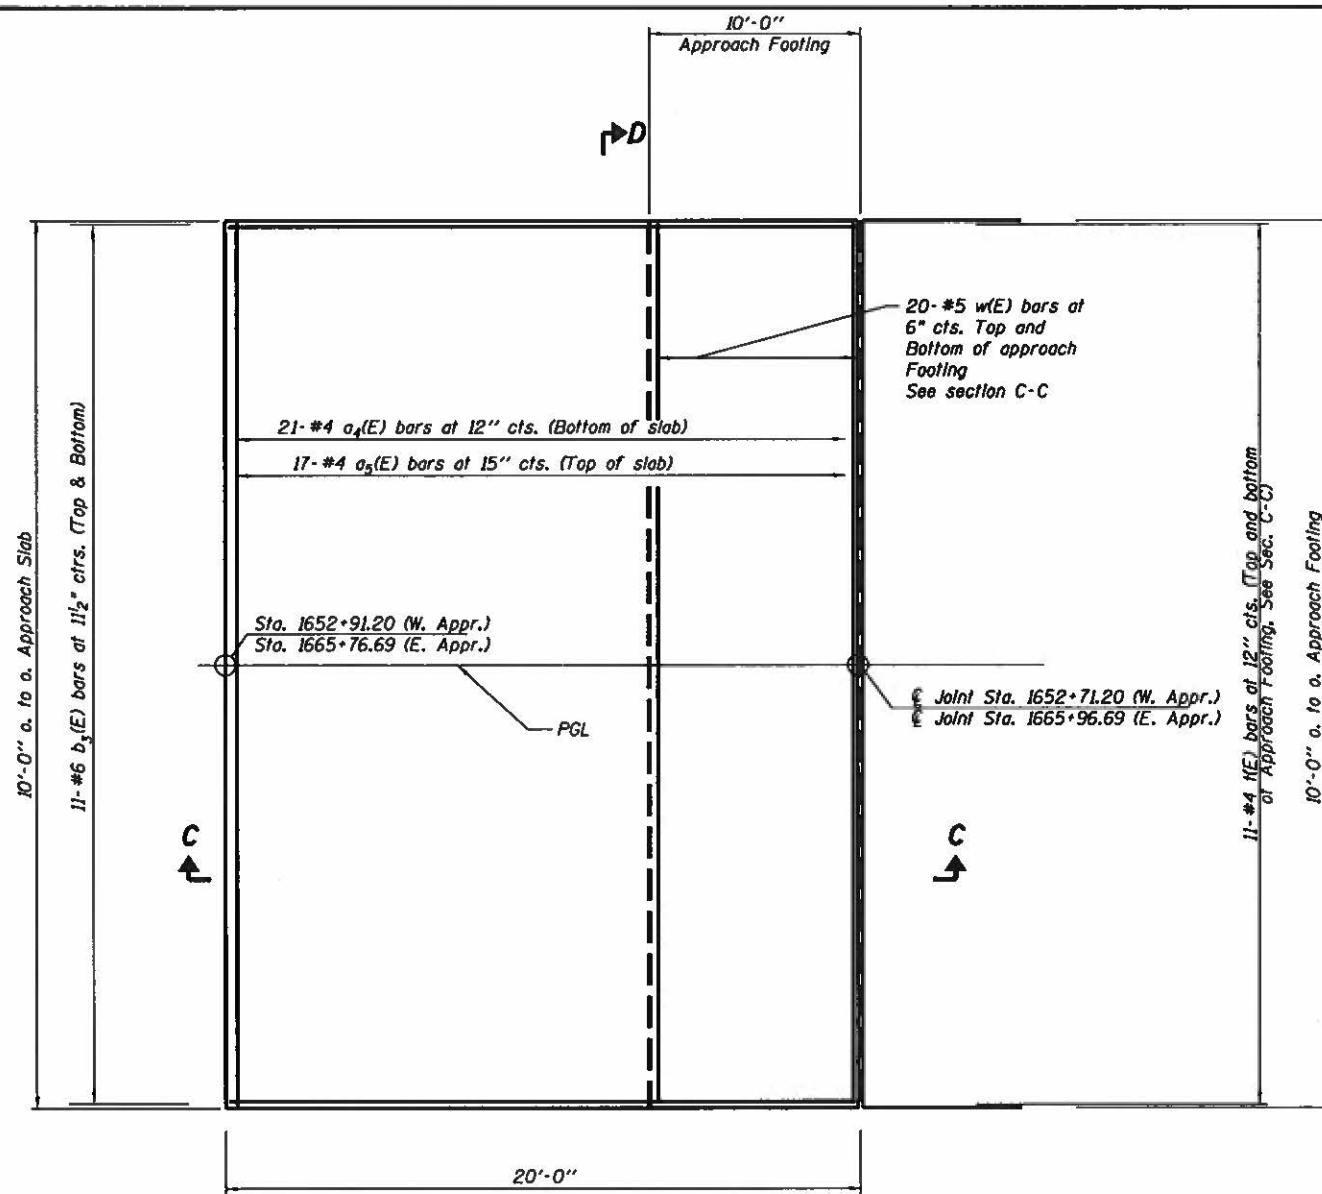 10'-0"
Approach Footing
D
20-#5 w(E) bars at
6" cts. Top and
Bottom of approach
Footing
See section C-C
21-#4 a4(E) bars at 12" cts. (Bottom of slab)
17-#4 a5(E) bars at 15" cts. (Top of slab)
10'-0" o. to o. Approach Slab
11-#6 b3(E) bars at 11½" ctrs. (Top & Bottom)
Sta. 1652+91.20 (W. Appr.)
Sta. 1665+76.69 (E. Appr.)
PGL
℄ Joint Sta. 1652+71.20 (W. Appr.)
℄ Joint Sta. 1665+96.69 (E. Appr.)
11-#4 t(E) bars at 12" cts. (Top and bottom
of Approach Footing. See Sec. C-C)
10'-0" o. to o. Approach Footing
C
C
20'-0"